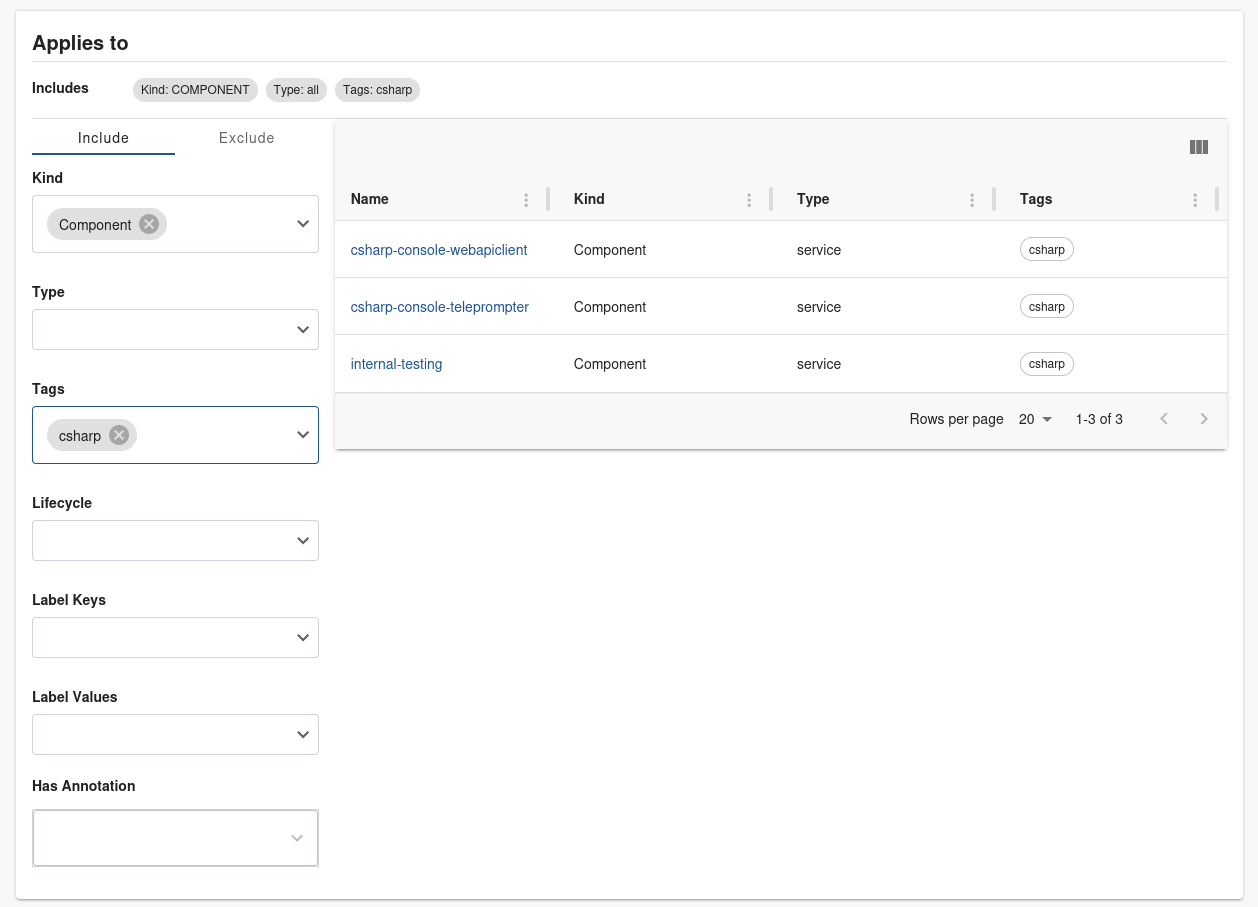 Applies to
Includes Kind: COMPONENT Type: all Tags: csharp
Include Exclude
Kind
Component
Type
Tags
csharp
Lifecycle
Label Keys
Label Values
Has Annotation
Name Kind Type Tags
csharp-console-webapiclient Component service csharp
csharp-console-teleprompter Component service csharp
internal-testing Component service csharp
Rows per page 20 1-3 of 3